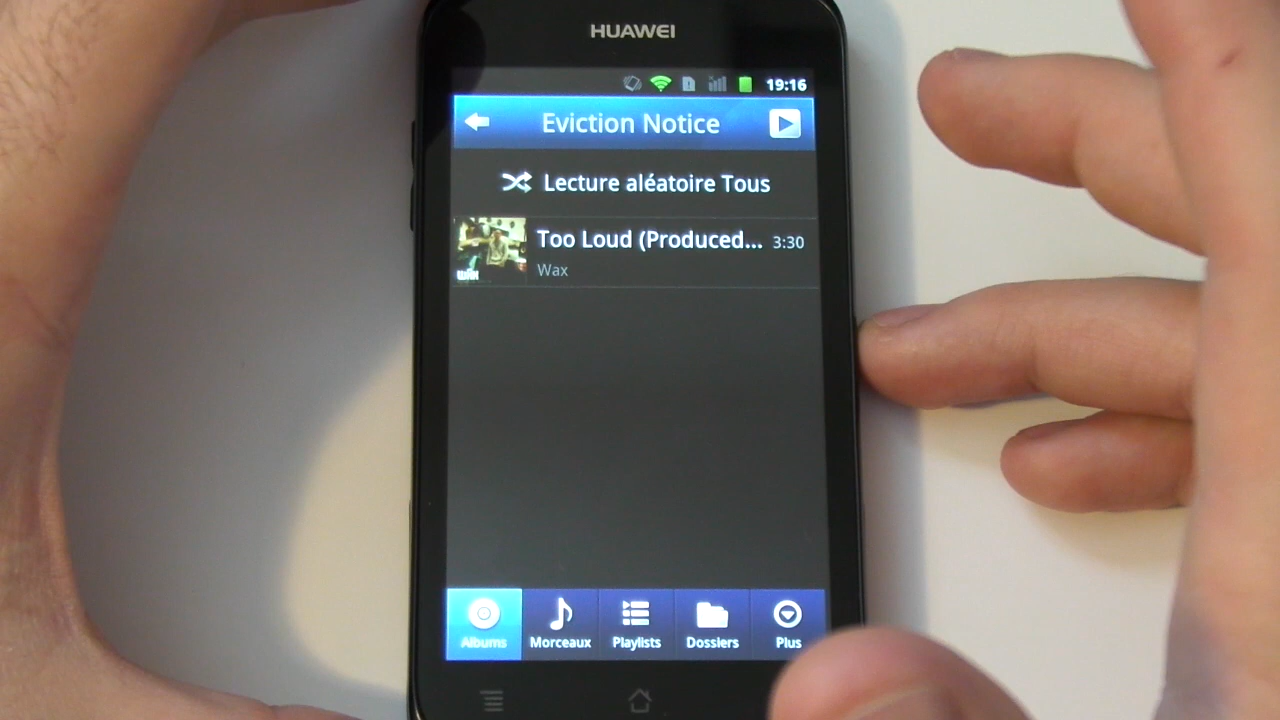 HUAWEI
19:16
Eviction Notice
Lecture aléatoire Tous
Too Loud (Produced... 3:30
Wax
Albums Morceaux Playlists Dossiers Plus